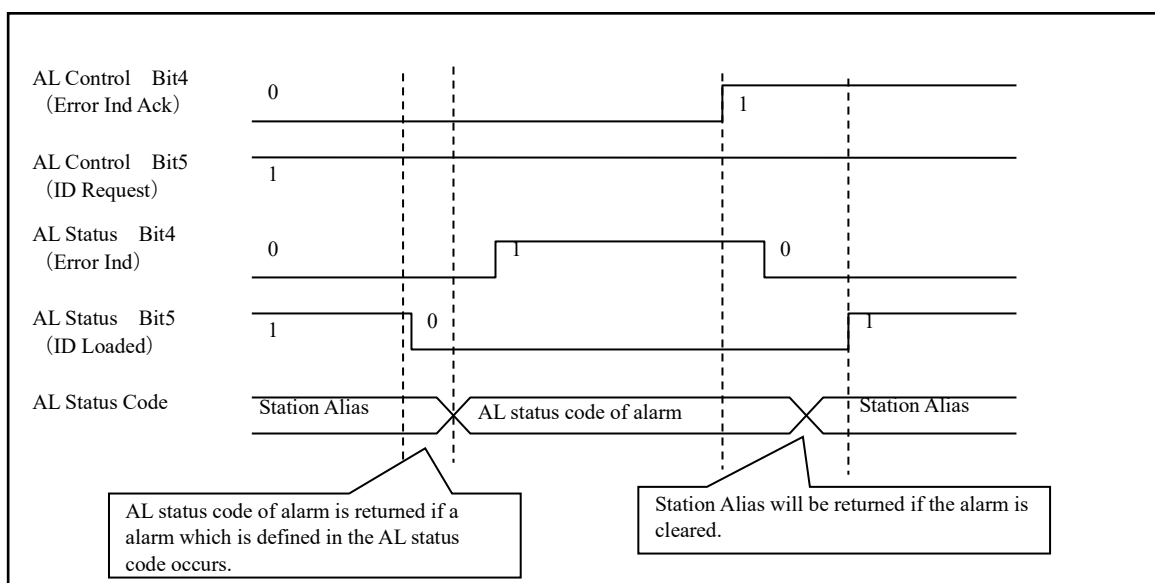 AL Control Bit4
（Error Ind Ack）
0
1
AL Control Bit5
（ID Request）
1
AL Status Bit4
（Error Ind）
0
1
0
AL Status Bit5
（ID Loaded）
1
0
1
AL Status Code
Station Alias
AL status code of alarm
Station Alias
AL status code of alarm is returned if a
alarm which is defined in the AL status
code occurs.
Station Alias will be returned if the alarm is
cleared.